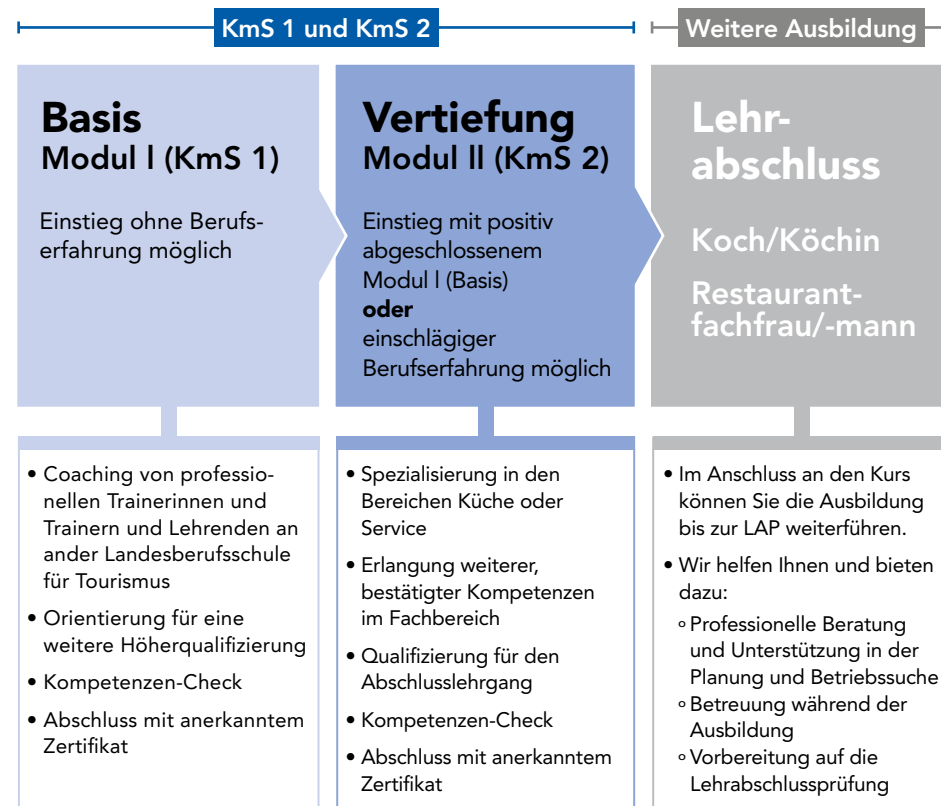 KmS 1 und KmS 2
Weitere Ausbildung
Basis
Modul I (KmS 1)
Einstieg ohne Berufs-
erfahrung möglich
Vertiefung
Modul II (KmS 2)
Einstieg mit positiv
abgeschlossenem
Modul I (Basis)
oder
einschlägiger
Berufserfahrung möglich
Lehr-
abschluss
Koch/Köchin
Restaurant-
fachfrau/-mann
• Coaching von professio-
nellen Trainerinnen und
Trainern und Lehrenden an
ander Landesberufsschule
für Tourismus
• Orientierung für eine
weitere Höherqualifizierung
• Kompetenzen-Check
• Abschluss mit anerkanntem
Zertifikat
• Spezialisierung in den
Bereichen Küche oder
Service
• Erlangung weiterer,
bestätigter Kompetenzen
im Fachbereich
• Qualifizierung für den
Abschlusslehrgang
• Kompetenzen-Check
• Abschluss mit anerkanntem
Zertifikat
• Im Anschluss an den Kurs
können Sie die Ausbildung
bis zur LAP weiterführen.
• Wir helfen Ihnen und bieten
dazu:
° Professionelle Beratung
und Unterstützung in der
Planung und Betriebssuche
° Betreuung während der
Ausbildung
° Vorbereitung auf die
Lehrabschlussprüfung